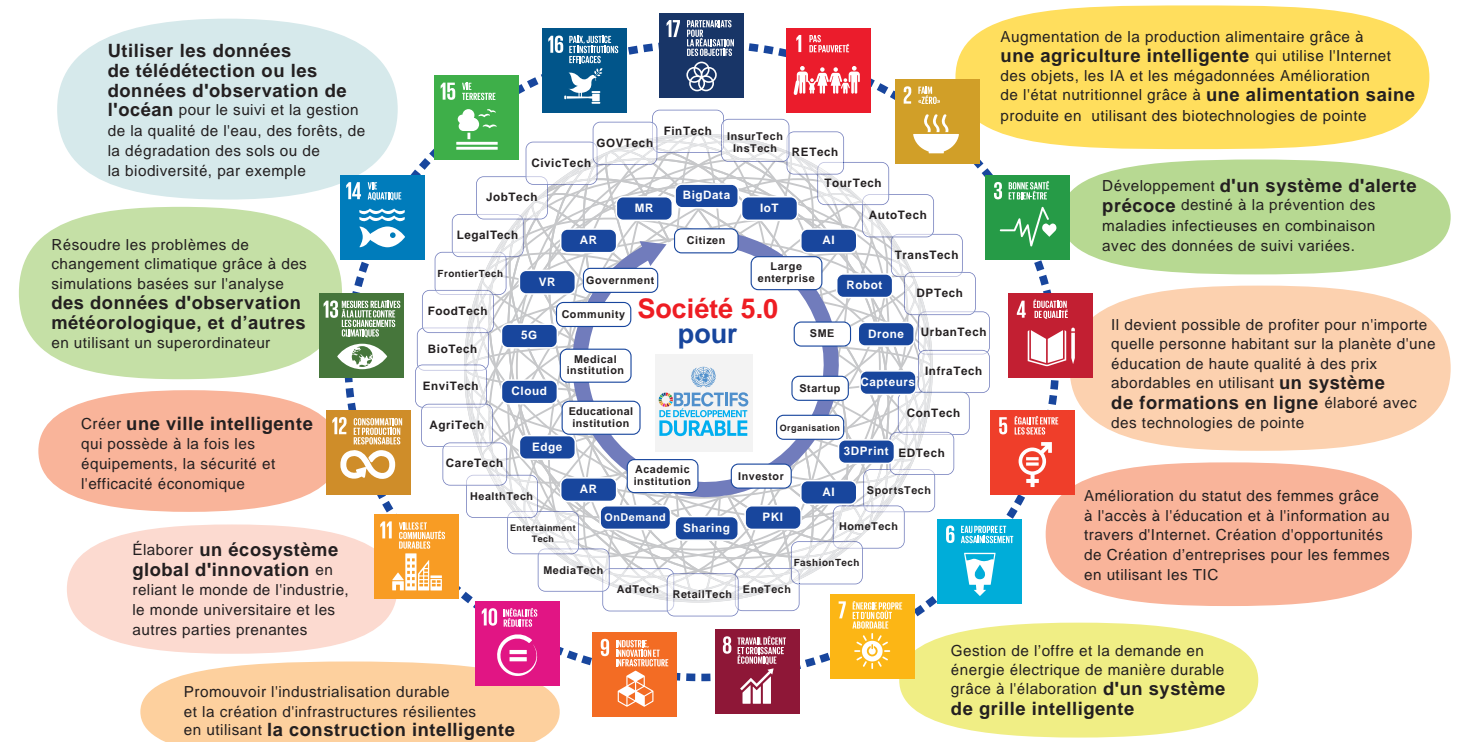 Utiliser les données
de télédétection ou les
données d'observation de
l'océan pour le suivi et la gestion
de la qualité de l'eau, des forêts, de
la dégradation des sols ou de
la biodiversité, par exemple
Résoudre les problèmes de
changement climatique grâce à des
simulations basées sur l'analyse
des données d'observation
météorologique, et d'autres
en utilisant un superordinateur
Créer une ville intelligente
qui possède à la fois les
équipements, la sécurité et
l'efficacité économique
Élaborer un écosystème
global d'innovation en
reliant le monde de l'industrie,
le monde universitaire et les
autres parties prenantes
Promouvoir l'industrialisation durable
et la création d'infrastructures résilientes
en utilisant la construction intelligente
17 PARTENARIATS
POUR
LA RÉALISATION
DES OBJECTIFS
1 PAS
DE PAUVRETÉ
2 FAIM
«ZÉRO»
3 BONNE SANTÉ
ET BIEN-ÊTRE
4 ÉDUCATION
DE QUALITÉ
5 ÉGALITÉ ENTRE
LES SEXES
6 EAU PROPRE ET
ASSAINISSEMENT
7 ÉNERGIE PROPRE
ET D'UN COÛT
ABORDABLE
8 TRAVAIL DÉCENT
ET CROISSANCE
ÉCONOMIQUE
9 INDUSTRIE,
INNOVATION ET
INFRASTRUCTURE
10 INÉGALITÉS
RÉDUITES
11 VILLES ET
COMMUNAUTÉS
DURABLES
12 CONSOMMATION
ET PRODUCTION
RESPONSABLES
13 MESURES RELATIVES
À LA LUTTE CONTRE
LES CHANGEMENTS
CLIMATIQUES
14 VIE
AQUATIQUE
15 VIE
TERRESTRE
16 PAIX, JUSTICE
ET INSTITUTIONS
EFFICACES
FinTech
InsurTech
InsTech
RETech
TourTech
AutoTech
TransTech
DPTech
UrbanTech
InfraTech
ConTech
EDTech
SportsTech
HomeTech
FashionTech
EneTech
RetailTech
AdTech
MediaTech
Entertainment
Tech
HealthTech
CareTech
AgriTech
EnviTech
BioTech
FoodTech
FrontierTech
LegalTech
JobTech
CivicTech
GOVTech
BigData
IoT
AI
Robot
Drone
Capteurs
3DPrint
AI
PKI
Sharing
OnDemand
AR
Edge
Cloud
5G
VR
AR
MR
Citizen
Large
enterprise
SME
Startup
Organisation
Investor
Academic
institution
Educational
institution
Medical
institution
Community
Government
Société 5.0
pour
OBJECTIFS
DE DÉVELOPPEMENT
DURABLE
Augmentation de la production alimentaire grâce à
une agriculture intelligente qui utilise l'Internet
des objets, les IA et les mégadonnées Amélioration
de l'état nutritionnel grâce à une alimentation saine
produite en utilisant des biotechnologies de pointe
Développement d'un système d'alerte
précoce destiné à la prévention des
maladies infectieuses en combinaison
avec des données de suivi variées.
Il devient possible de profiter pour n'importe
quelle personne habitant sur la planète d'une
éducation de haute qualité à des prix
abordables en utilisant un système
de formations en ligne élaboré avec
des technologies de pointe
Amélioration du statut des femmes grâce
à l'accès à l'éducation et à l'information au
travers d'Internet. Création d'opportunités
de Création d'entreprises pour les femmes
en utilisant les TIC
Gestion de l'offre et la demande en
énergie électrique de manière durable
grâce à l'élaboration d'un système
de grille intelligente